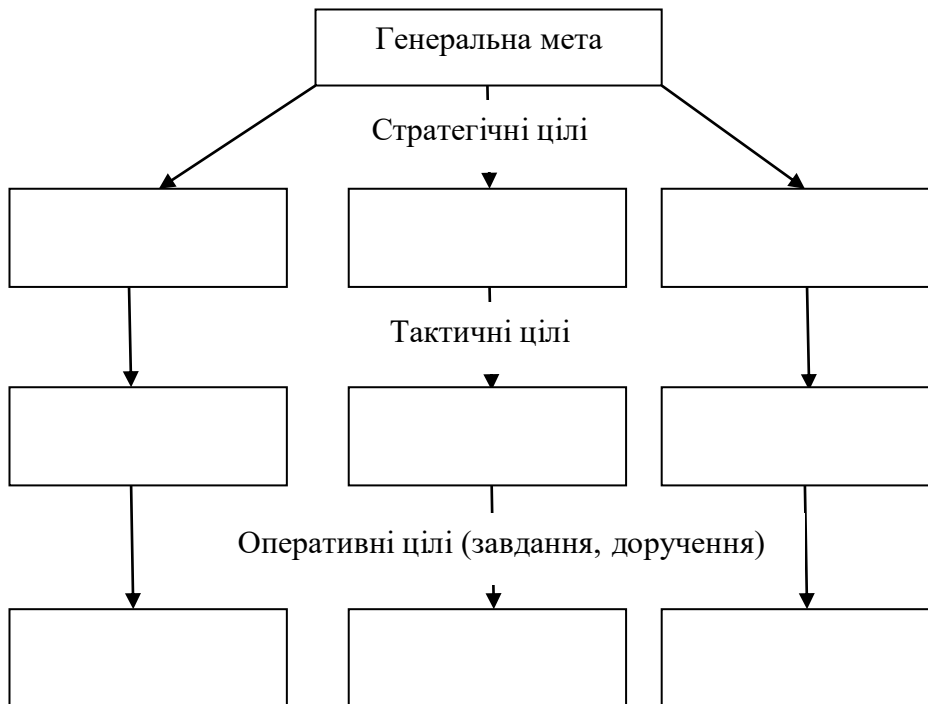 Генеральна мета
Стратегічні цілі
Тактичні цілі
Оперативні цілі (завдання, доручення)